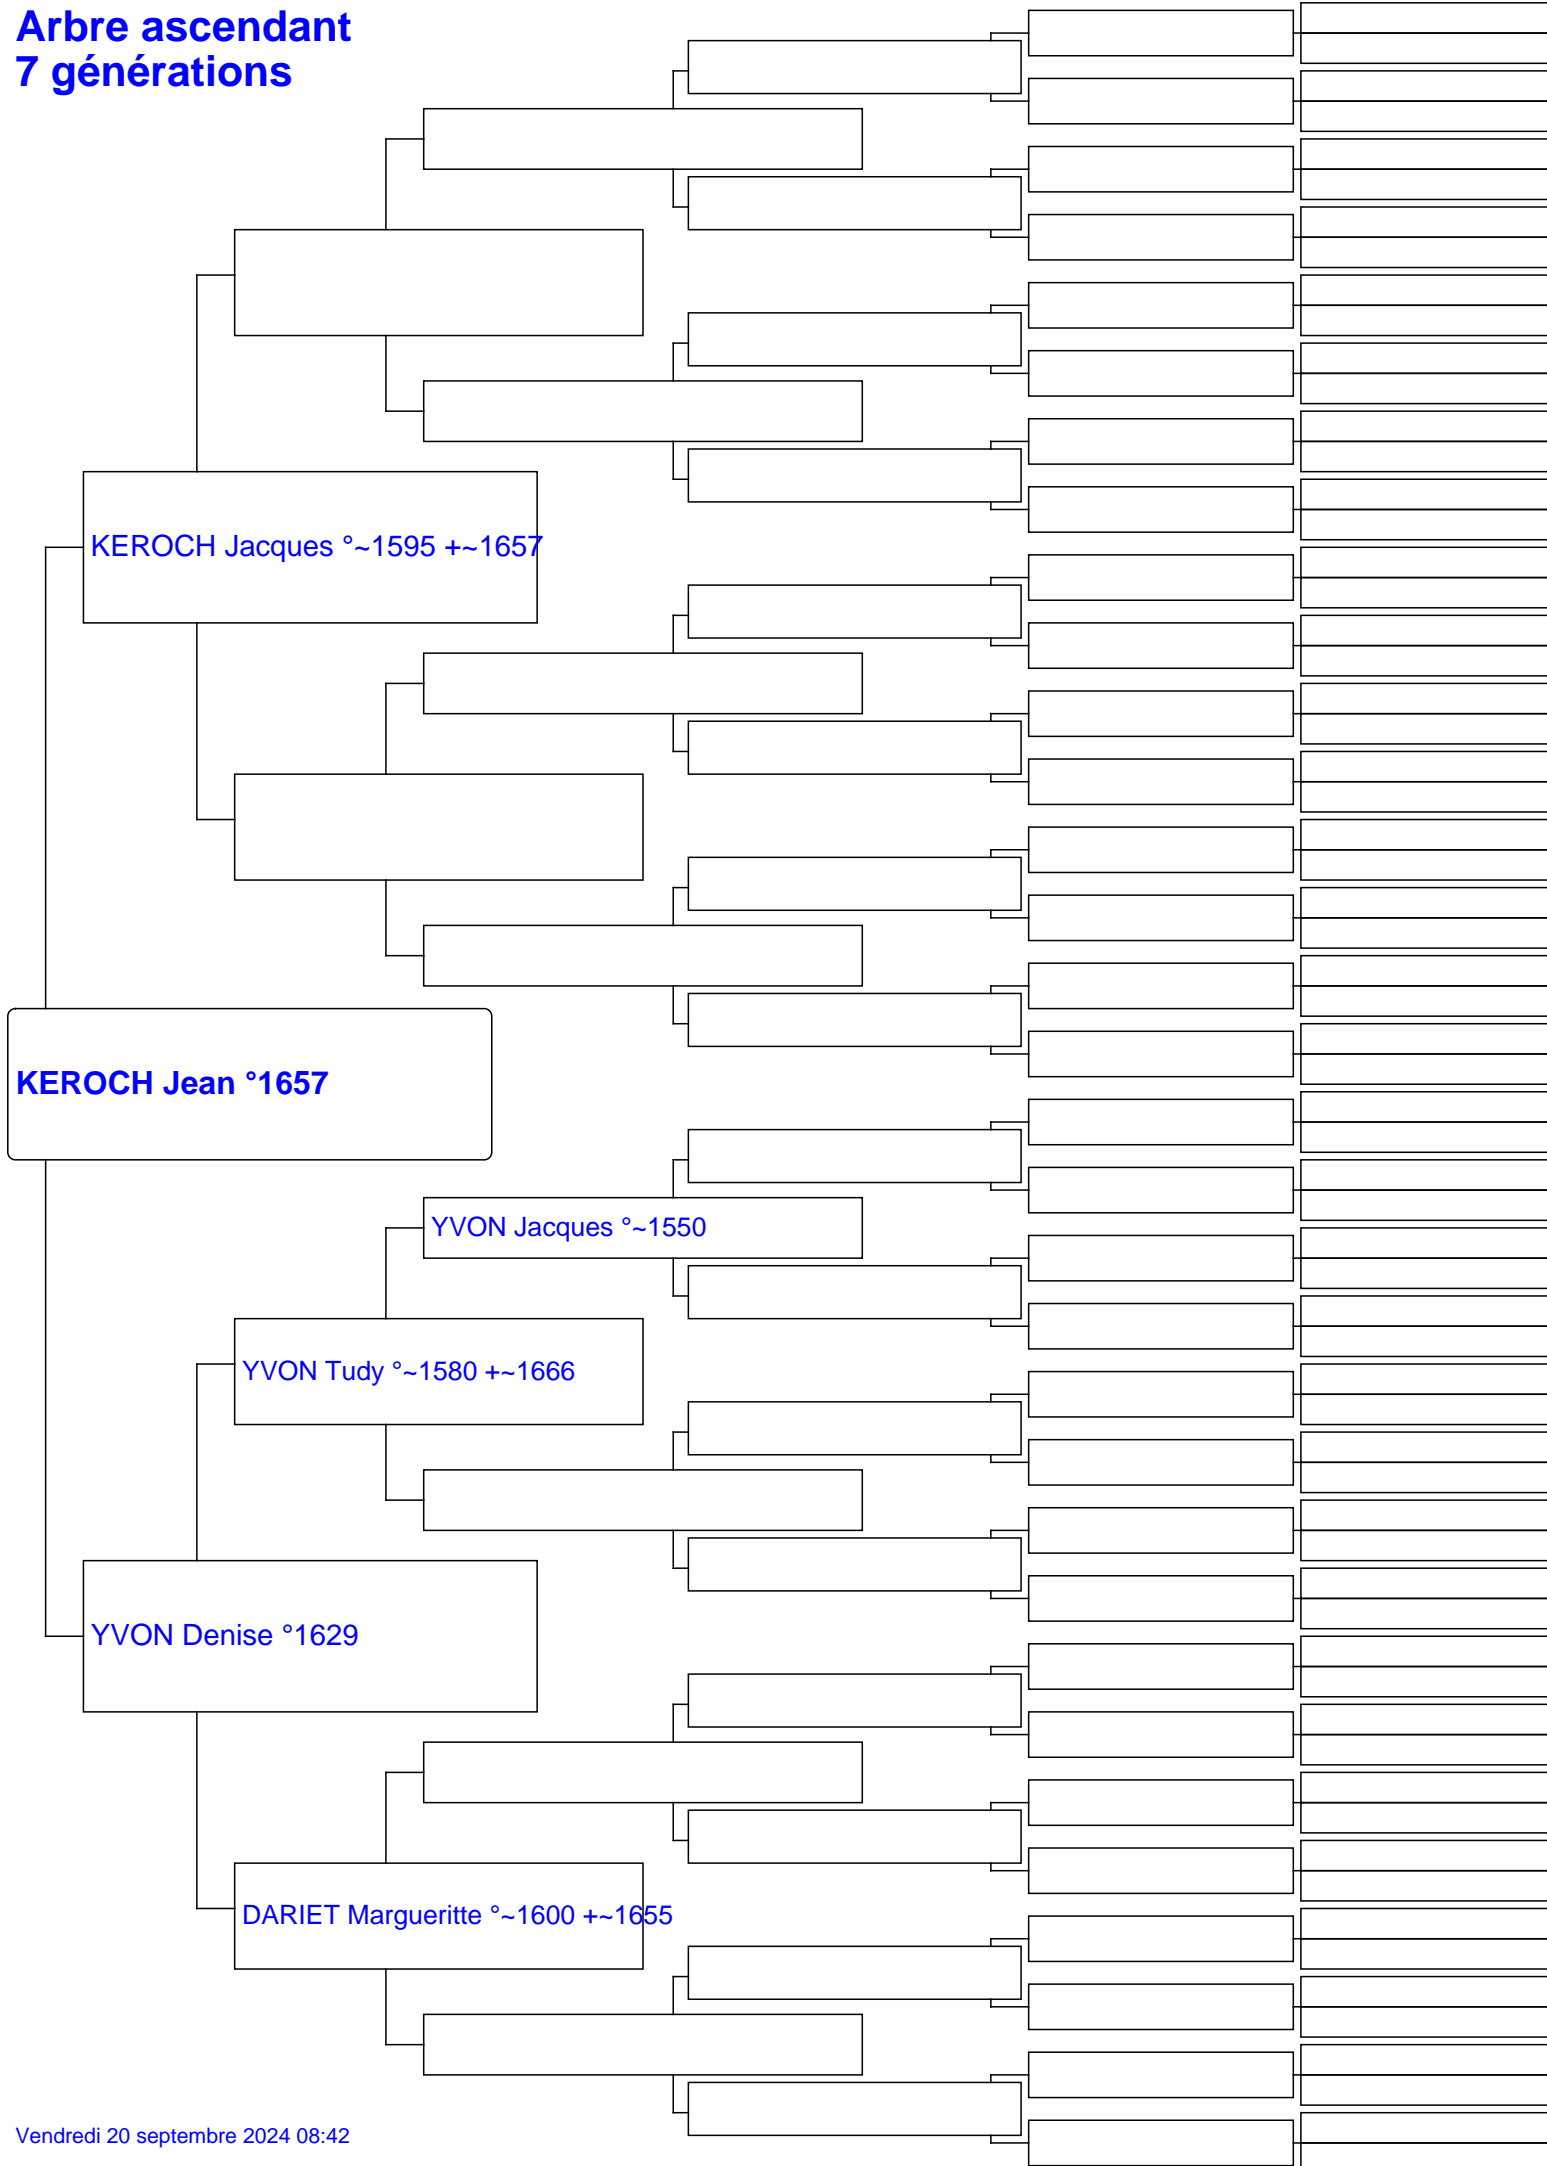 Arbre ascendant
7 générations
KEROCH Jacques °~1595 +~1657
KEROCH Jean °1657
YVON Jacques °~1550
YVON Tudy °~1580 +~1666
YVON Denise °1629
DARIET Margueritte °~1600 +~1655
Vendredi 20 septembre 2024 08:42